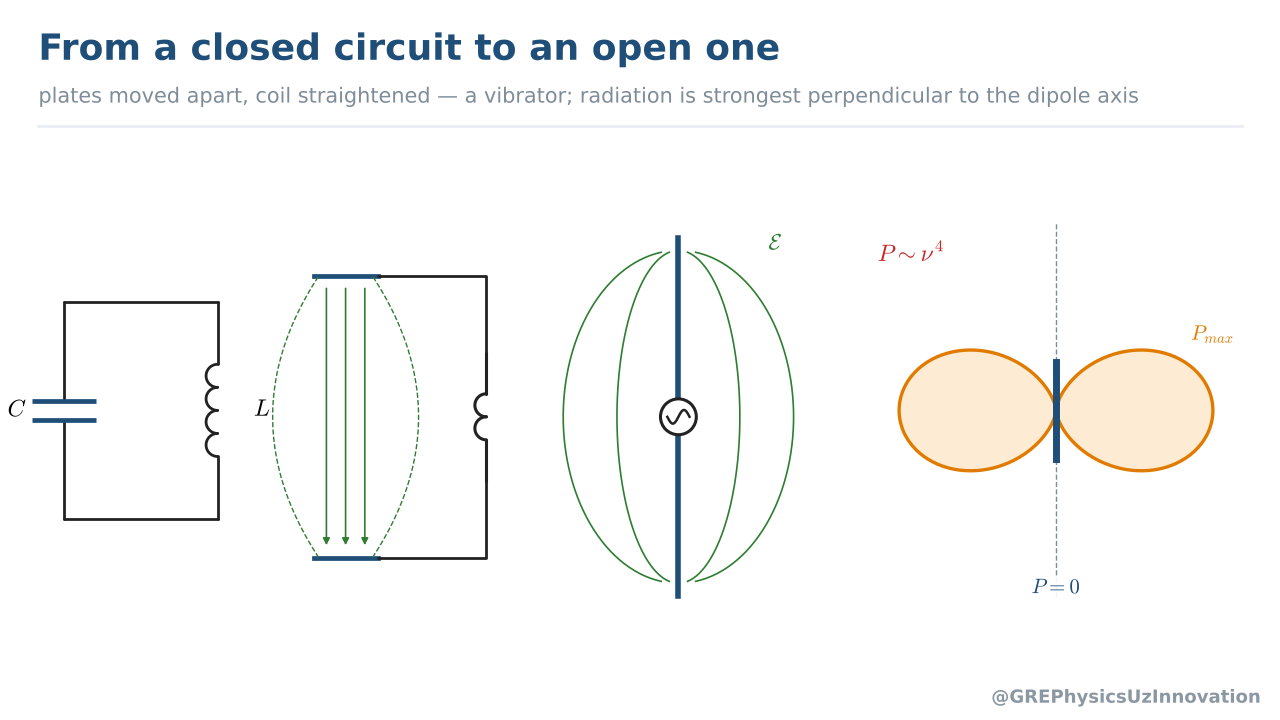 From a closed circuit to an open one
plates moved apart, coil straightened — a vibrator; radiation is strongest perpendicular to the dipole axis
ℰ
P ∼ ν⁴
P_max
C
L
P = 0
@GREPhysicsUzInnovation